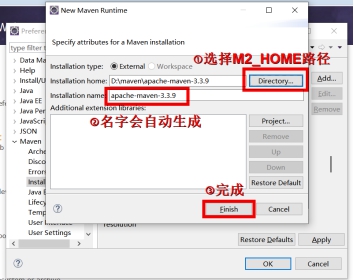 New Maven Runtime
Preferences
Specify attributes for a Maven installation
type filter t
①选择M2_HOME路径
Installation type: External Workspace
Data Ma
Help
Installation home: D:\maven\apache-maven-3.3.9
Directory...
Add...
Install/U
Installation name: apache-maven-3.3.9
Edit...
Java
Java EE
Additional extension libraries:
Remove
Java Per
②名字会自动生成
Project...
JavaScri
JSON
Remove
Maven
Up
Arche
Down
Disco
Errors
Restore Default
Install
Java E
③完成
Lifecy
Finish
Cancel
Templ
User I
User Settings
resolution
Restore Defaults
Apply
OK
Cancel